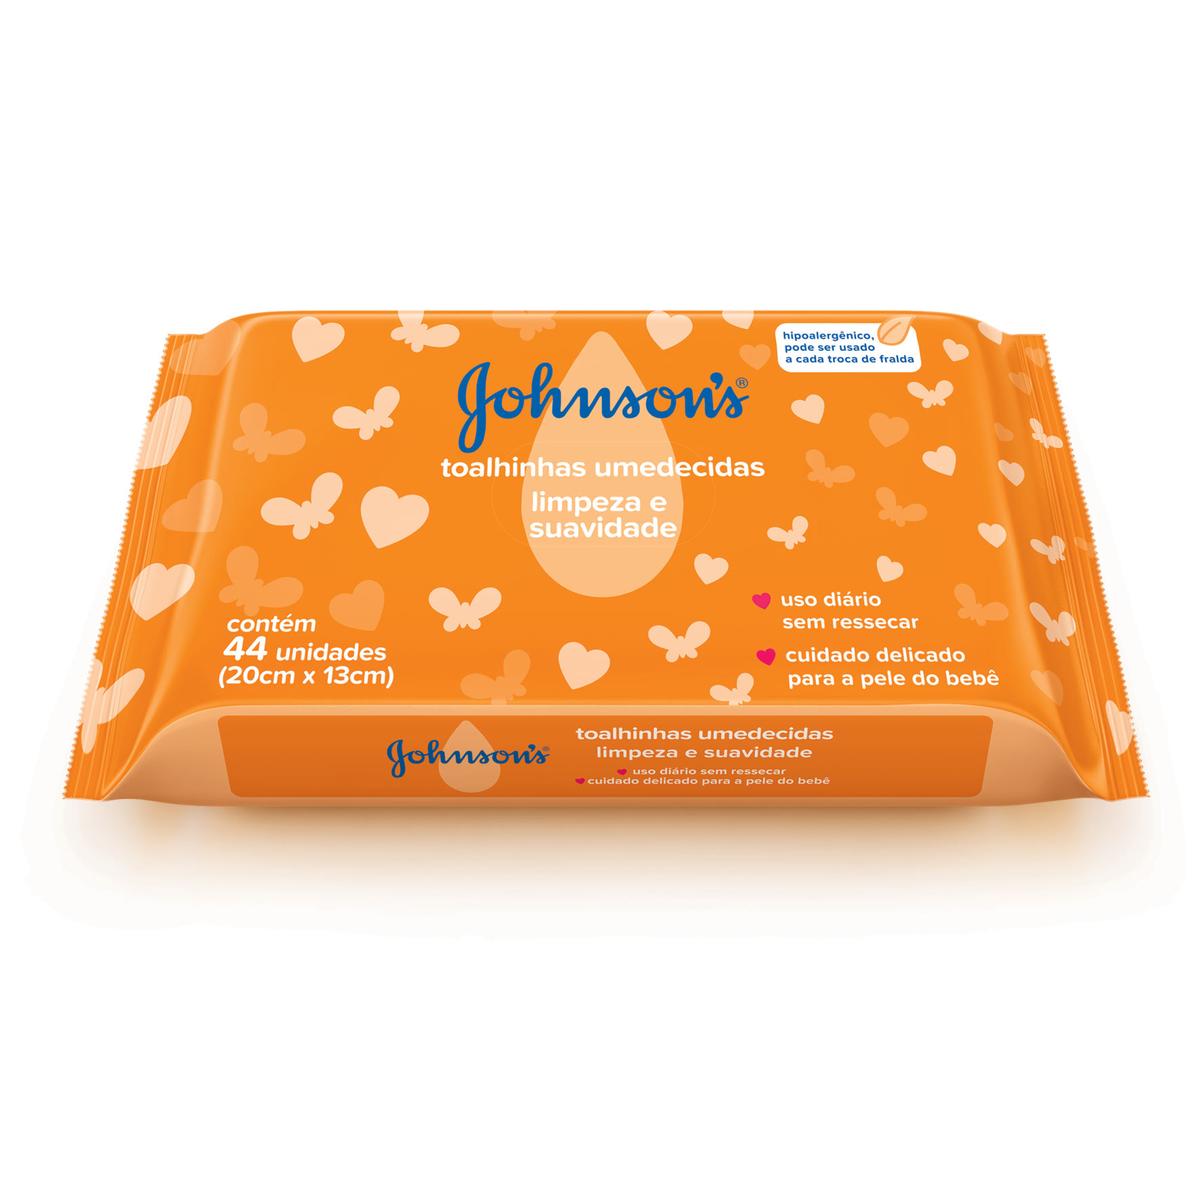 hipoalergênico,
pode ser usado
a cada troca de fralda
Johnson's®
toalhinhas umedecidas
limpeza e
suavidade
uso diário
sem ressecar
contém
44 unidades
(20cm x 13cm)
cuidado delicado
para a pele do bebê
Johnson's®
toalhinhas umedecidas
limpeza e suavidade
uso diário sem ressecar
cuidado delicado para a pele do bebê